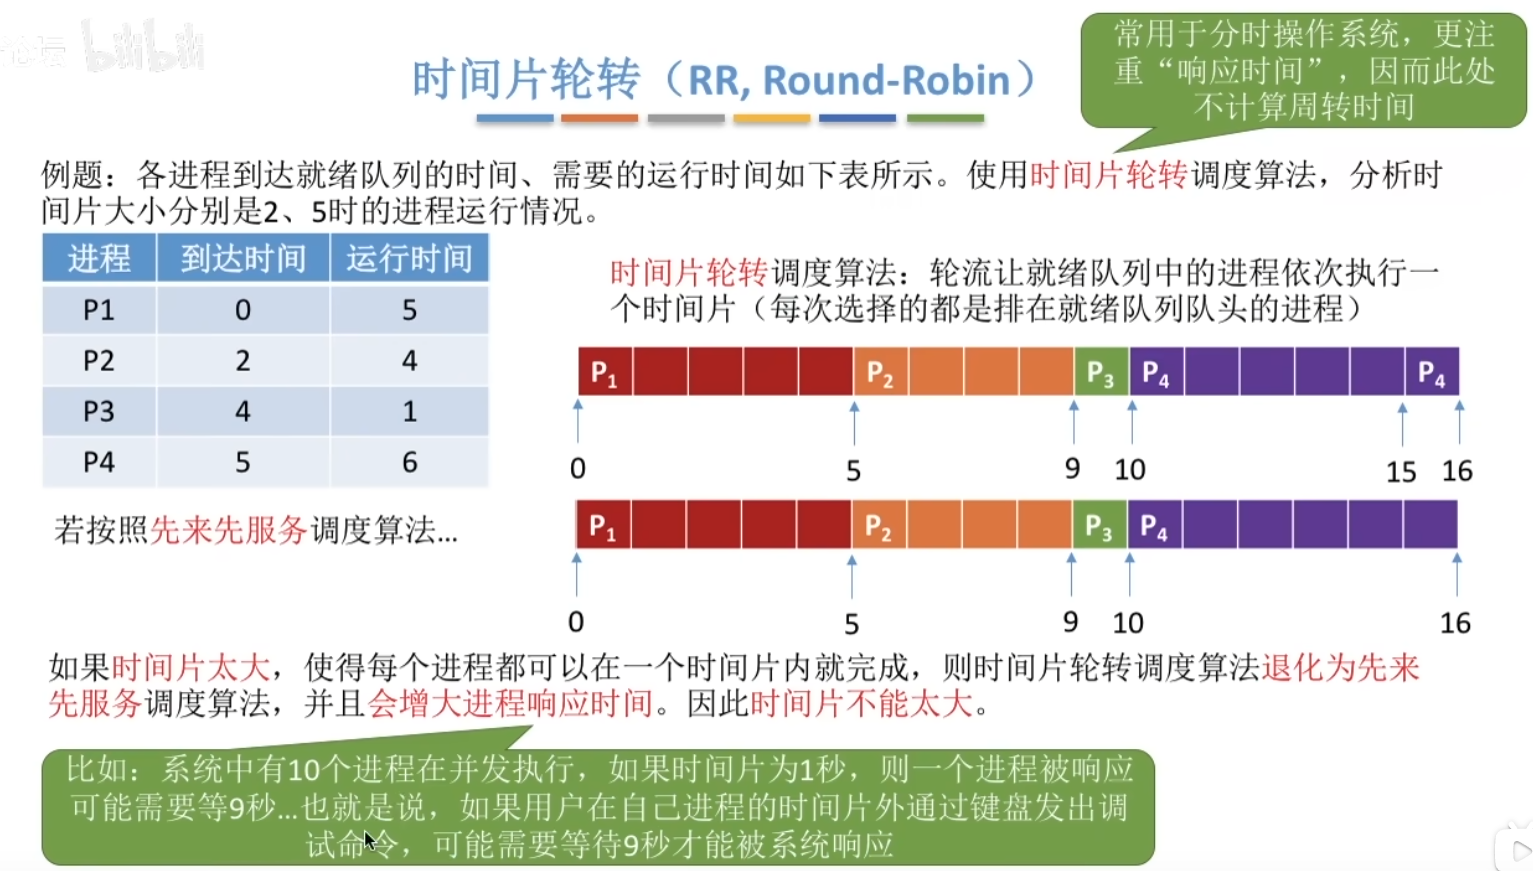 论坛 bilibili
常用于分时操作系统，更注
重“响应时间”，因而此处
不计算周转时间
时间片轮转（RR, Round-Robin）
例题：各进程到达就绪队列的时间、需要的运行时间如下表所示。使用时间片轮转调度算法，分析时
间片大小分别是2、5时的进程运行情况。
进程 到达时间 运行时间
P1 0 5
P2 2 4
P3 4 1
P4 5 6
时间片轮转调度算法：轮流让就绪队列中的进程依次执行一
个时间片（每次选择的都是排在就绪队列队头的进程）
P1 P2 P3 P4 P4
0 5 9 10 15 16
若按照先来先服务调度算法...
P1 P2 P3 P4
0 5 9 10 16
如果时间片太大，使得每个进程都可以在一个时间片内就完成，则时间片轮转调度算法退化为先来
先服务调度算法，并且会增大进程响应时间。因此时间片不能太大。
比如：系统中有10个进程在并发执行，如果时间片为1秒，则一个进程被响应
可能需要等9秒...也就是说，如果用户在自己进程的时间片外通过键盘发出调
试命令，可能需要等待9秒才能被系统响应